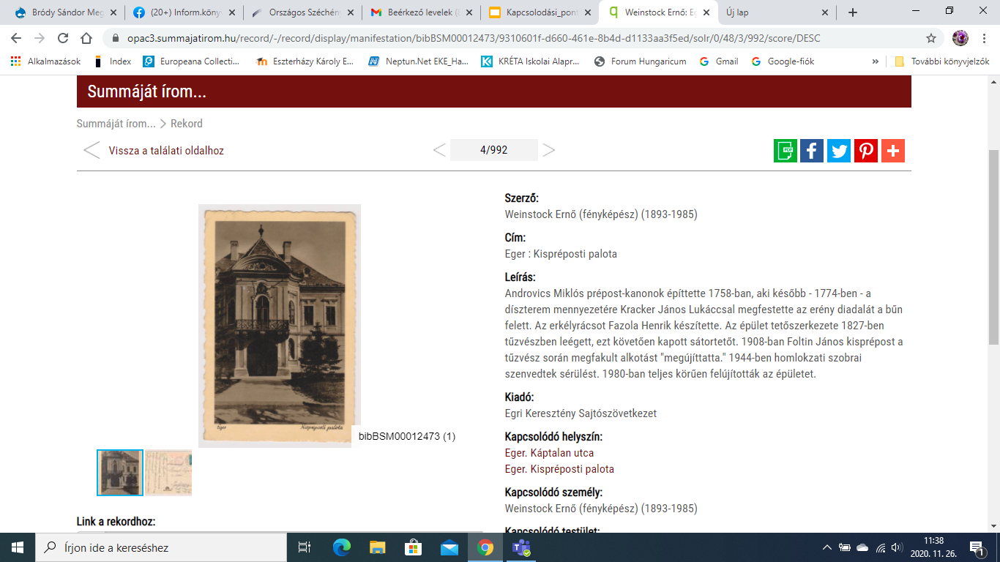 Bródy Sándor Meg
(20+) Inform.köny
Országos Széchén
Beérkező levelek (
Kapcsolodási_pont
Weinstock Ernő: Eg
Új lap
opac3.summajatirom.hu/record/-/record/display/manifestation/bibBSM00012473/9310601f-d660-461e-8b4d-d1133aa3f5ed/solr/0/48/3/992/score/DESC
Alkalmazások
Index
Europeana Collecti...
Eszterházy Károly E...
Neptun.Net EKE_Ha...
KRÉTA Iskolai Alapr...
Forum Hungaricum
Gmail
Google-fiók
»
További könyvjelzők
Summáját írom...
Summáját írom... > Rekord
Vissza a találati oldalhoz
4/992
PDF
Szerző:
Weinstock Ernő (fényképész) (1893-1985)
Cím:
Eger : Kispréposti palota
Leírás:
Androvics Miklós prépost-kanonok építtette 1758-ban, aki később - 1774-ben - a
díszterem mennyezetére Kracker János Lukáccsal megfestette az erény diadalát a bűn
felett. Az erkélyrácsot Fazola Henrik készítette. Az épület tetőszerkezete 1827-ben
tűzvészben leégett, ezt követően kapott sátortetőt. 1908-ban Foltin János kisprépost a
tűzvész során megfakult alkotást "megújíttatta." 1944-ben homlokzati szobrai
szenvedtek sérülést. 1980-ban teljes körűen felújították az épületet.
Kiadó:
Egri Keresztény Sajtószövetkezet
Kapcsolódó helyszín:
Eger. Káptalan utca
Eger. Kispréposti palota
Kapcsolódó személy:
Weinstock Ernő (fényképész) (1893-1985)
Kapcsolódó testület:
Eger
Kispréposti palota
bibBSM00012473 (1)
Link a rekordhoz:
Írjon ide a kereséshez
11:38
2020. 11. 26.
1